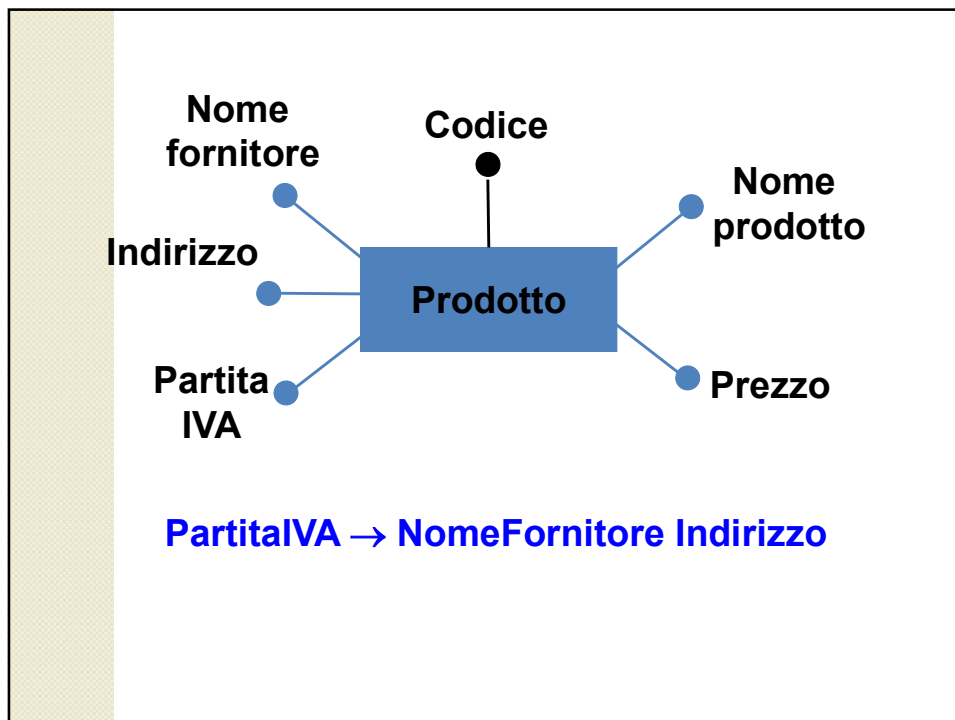 Nome
fornitore
Codice
Nome
prodotto
Indirizzo
Prodotto
Partita
IVA
Prezzo
PartitaIVA → NomeFornitore Indirizzo